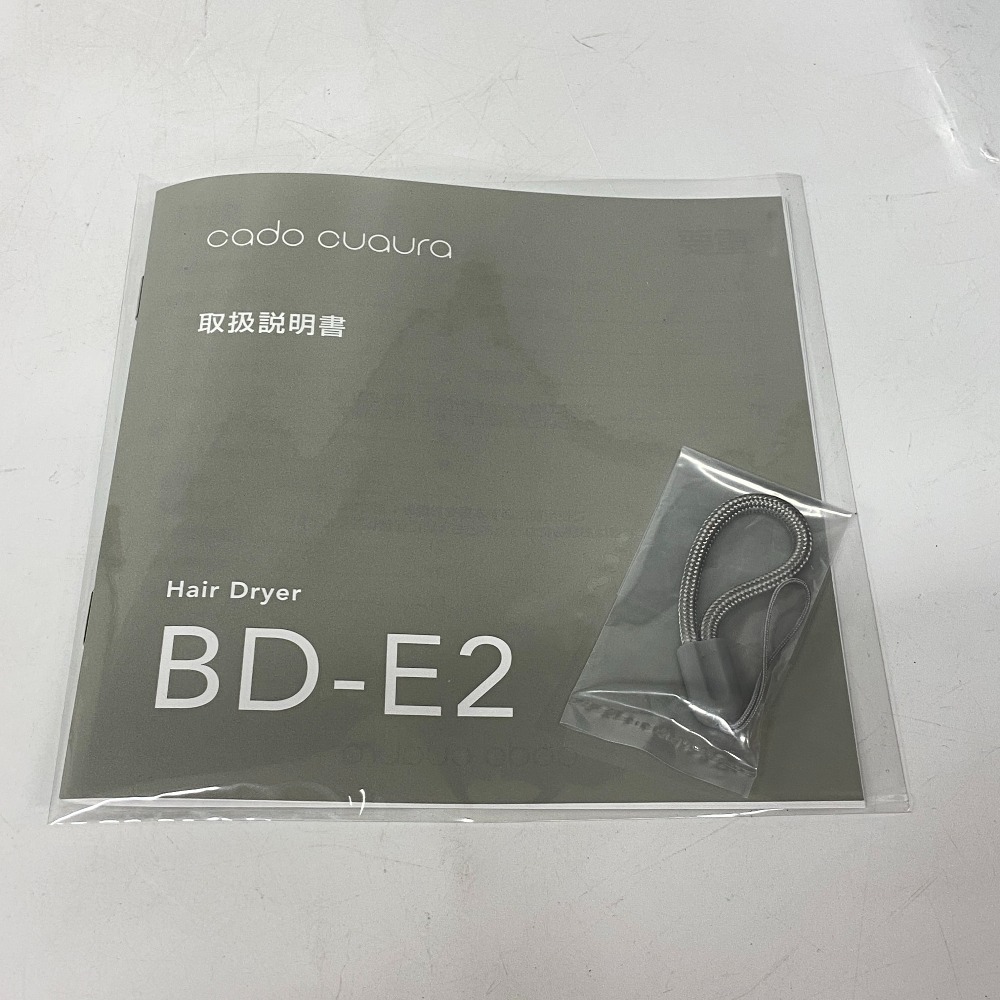 cado cuaura
取扱説明書
Hair Dryer
BD-E2